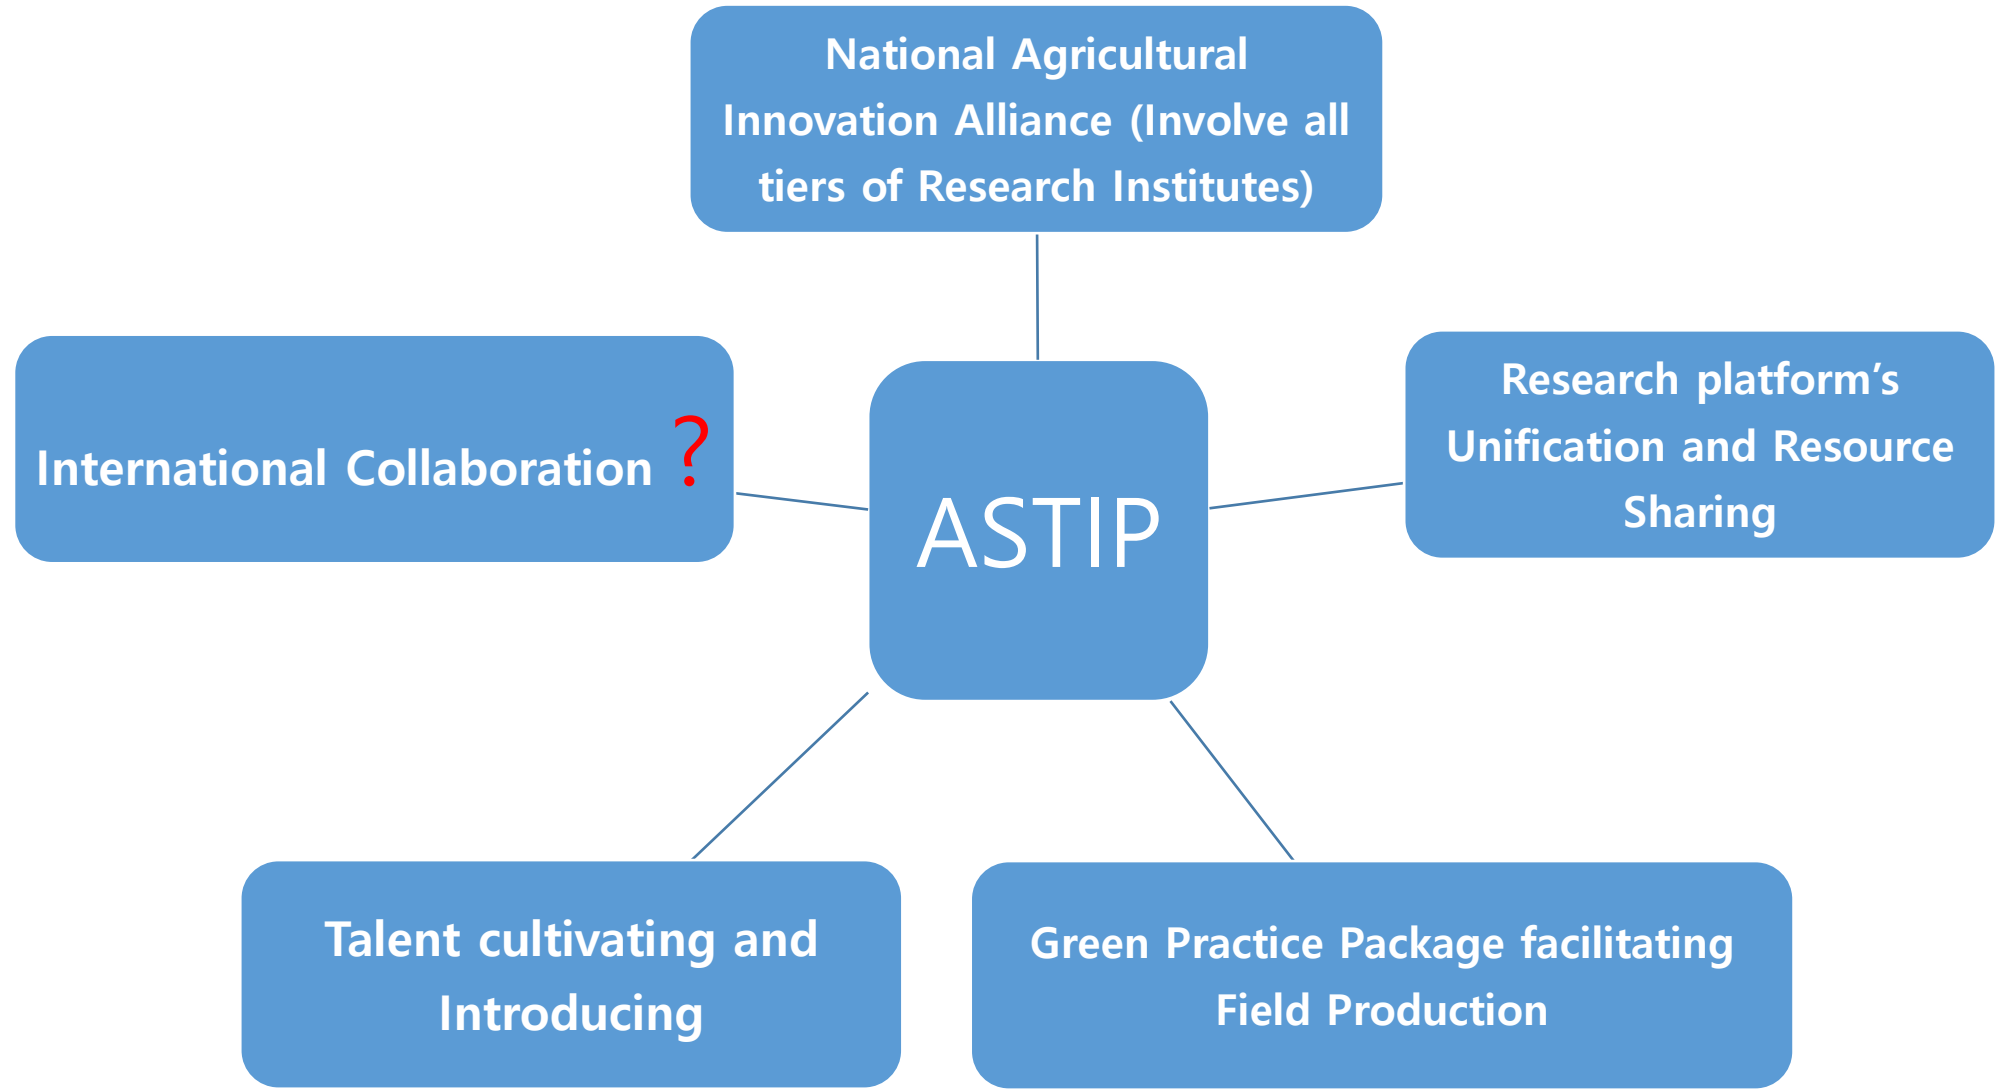 National Agricultural
Innovation Alliance (Involve all
tiers of Research Institutes)
International Collaboration ?
Research platform’s
Unification and Resource
Sharing
ASTIP
Talent cultivating and
Introducing
Green Practice Package facilitating
Field Production